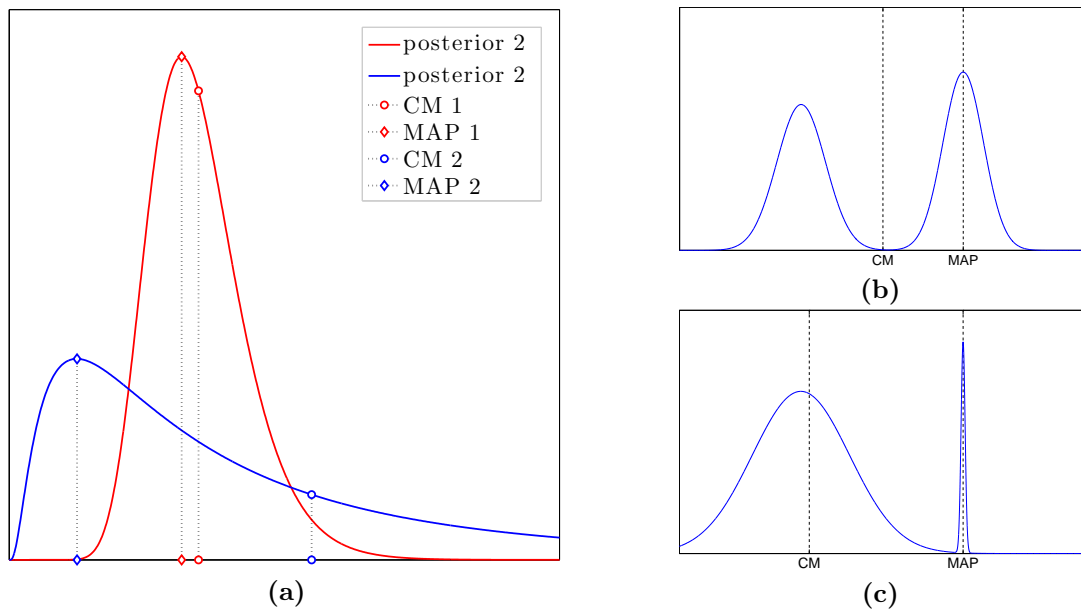 posterior 2
posterior 2
CM 1
MAP 1
CM 2
MAP 2
(a)
CM MAP
(b)
CM MAP
(c)